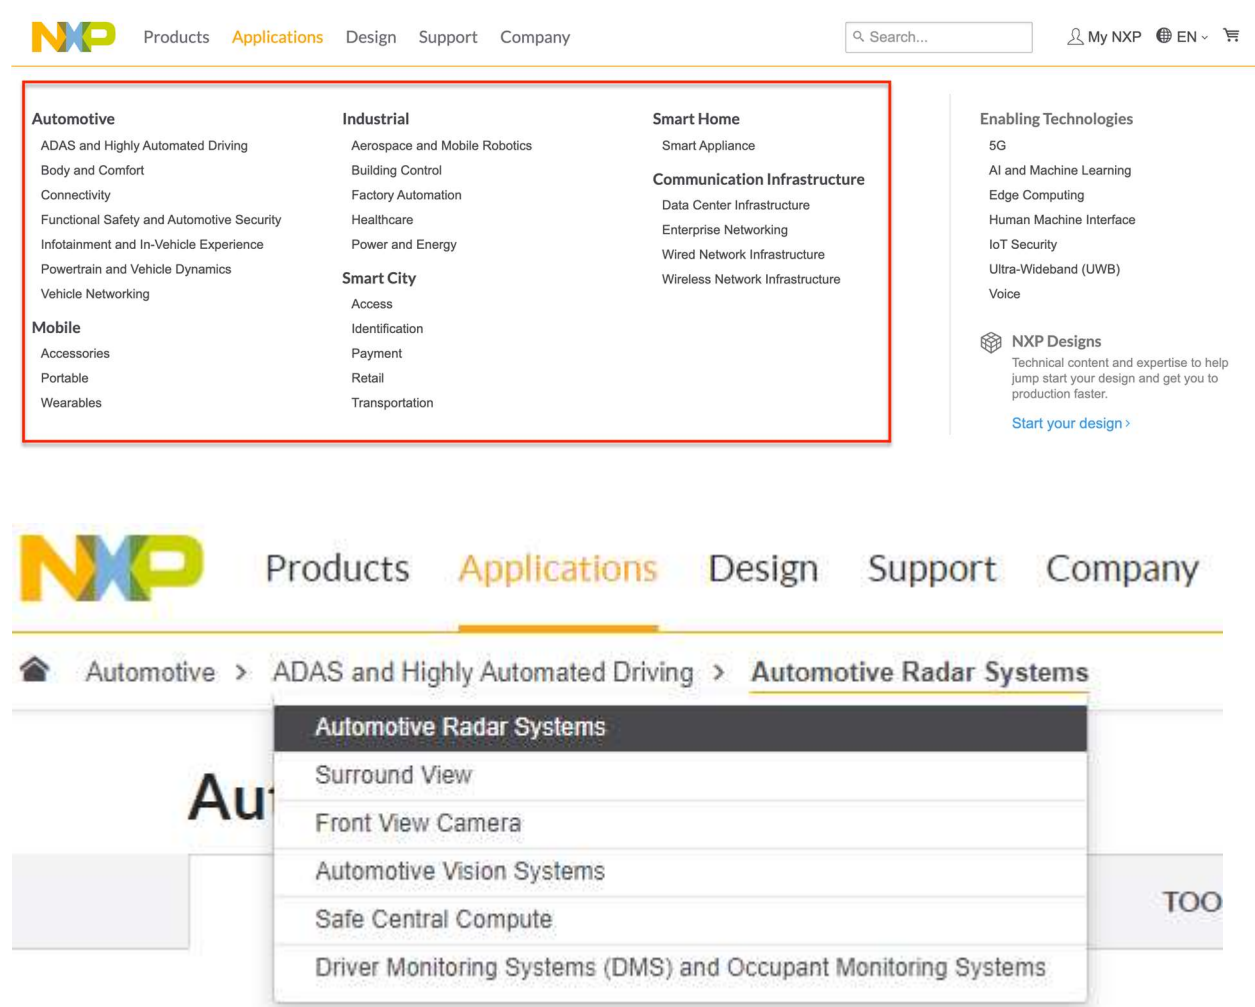 NXP Products Applications Design Support Company Search... My NXP EN
Automotive
ADAS and Highly Automated Driving
Body and Comfort
Connectivity
Functional Safety and Automotive Security
Infotainment and In-Vehicle Experience
Powertrain and Vehicle Dynamics
Vehicle Networking
Mobile
Accessories
Portable
Wearables
Industrial
Aerospace and Mobile Robotics
Building Control
Factory Automation
Healthcare
Power and Energy
Smart City
Access
Identification
Payment
Retail
Transportation
Smart Home
Smart Appliance
Communication Infrastructure
Data Center Infrastructure
Enterprise Networking
Wired Network Infrastructure
Wireless Network Infrastructure
Enabling Technologies
5G
AI and Machine Learning
Edge Computing
Human Machine Interface
IoT Security
Ultra-Wideband (UWB)
Voice
NXP Designs
Technical content and expertise to help
jump start your design and get you to
production faster.
Start your design ›
NXP Products Applications Design Support Company
Automotive > ADAS and Highly Automated Driving > Automotive Radar Systems
Automotive Radar Systems
Surround View
Au
Front View Camera
Automotive Vision Systems
TOO
Safe Central Compute
Driver Monitoring Systems (DMS) and Occupant Monitoring Systems